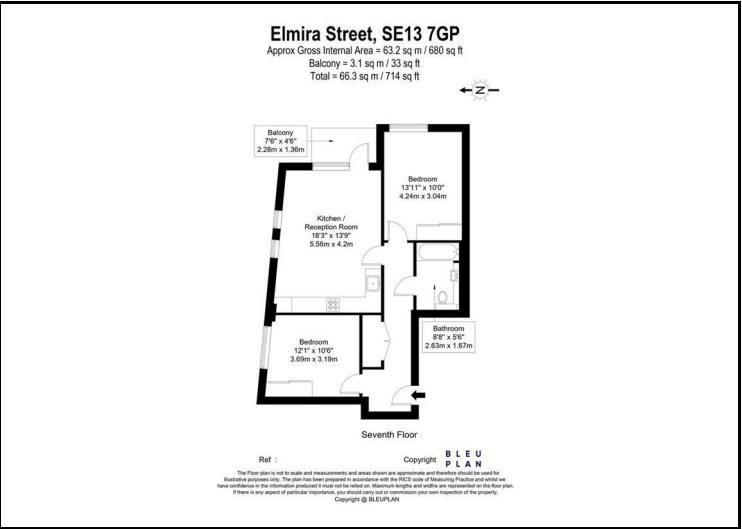 Elmira Street, SE13 7GP
Approx Gross Internal Area = 63.2 sq m / 680 sq ft
Balcony = 3.1 sq m / 33 sq ft
Total = 66.3 sq m / 714 sq ft
N
Balcony
7'6" x 4'6"
2.28m x 1.36m
Bedroom
13'11" x 10'0"
4.24m x 3.04m
Kitchen /
Reception Room
18'3" x 13'9"
5.56m x 4.2m
Bedroom
12'1" x 10'6"
3.69m x 3.19m
Bathroom
8'8" x 5'6"
2.63m x 1.67m
Seventh Floor
Ref :
Copyright
BLEU
PLAN
The Floor plan is not to scale and measurements and areas shown are approximate and therefore should be used for
illustrative purposes only. The plan has been prepared in accordance with the RICS code of Measuring Practice and whilst we
have confidence in the information produced it must not be relied on. Maximum lengths and widths are represented on the floor plan.
If there is any aspect of particular importance, you should carry out or commission your own inspection of the property.
Copyright @ BLEUPLAN